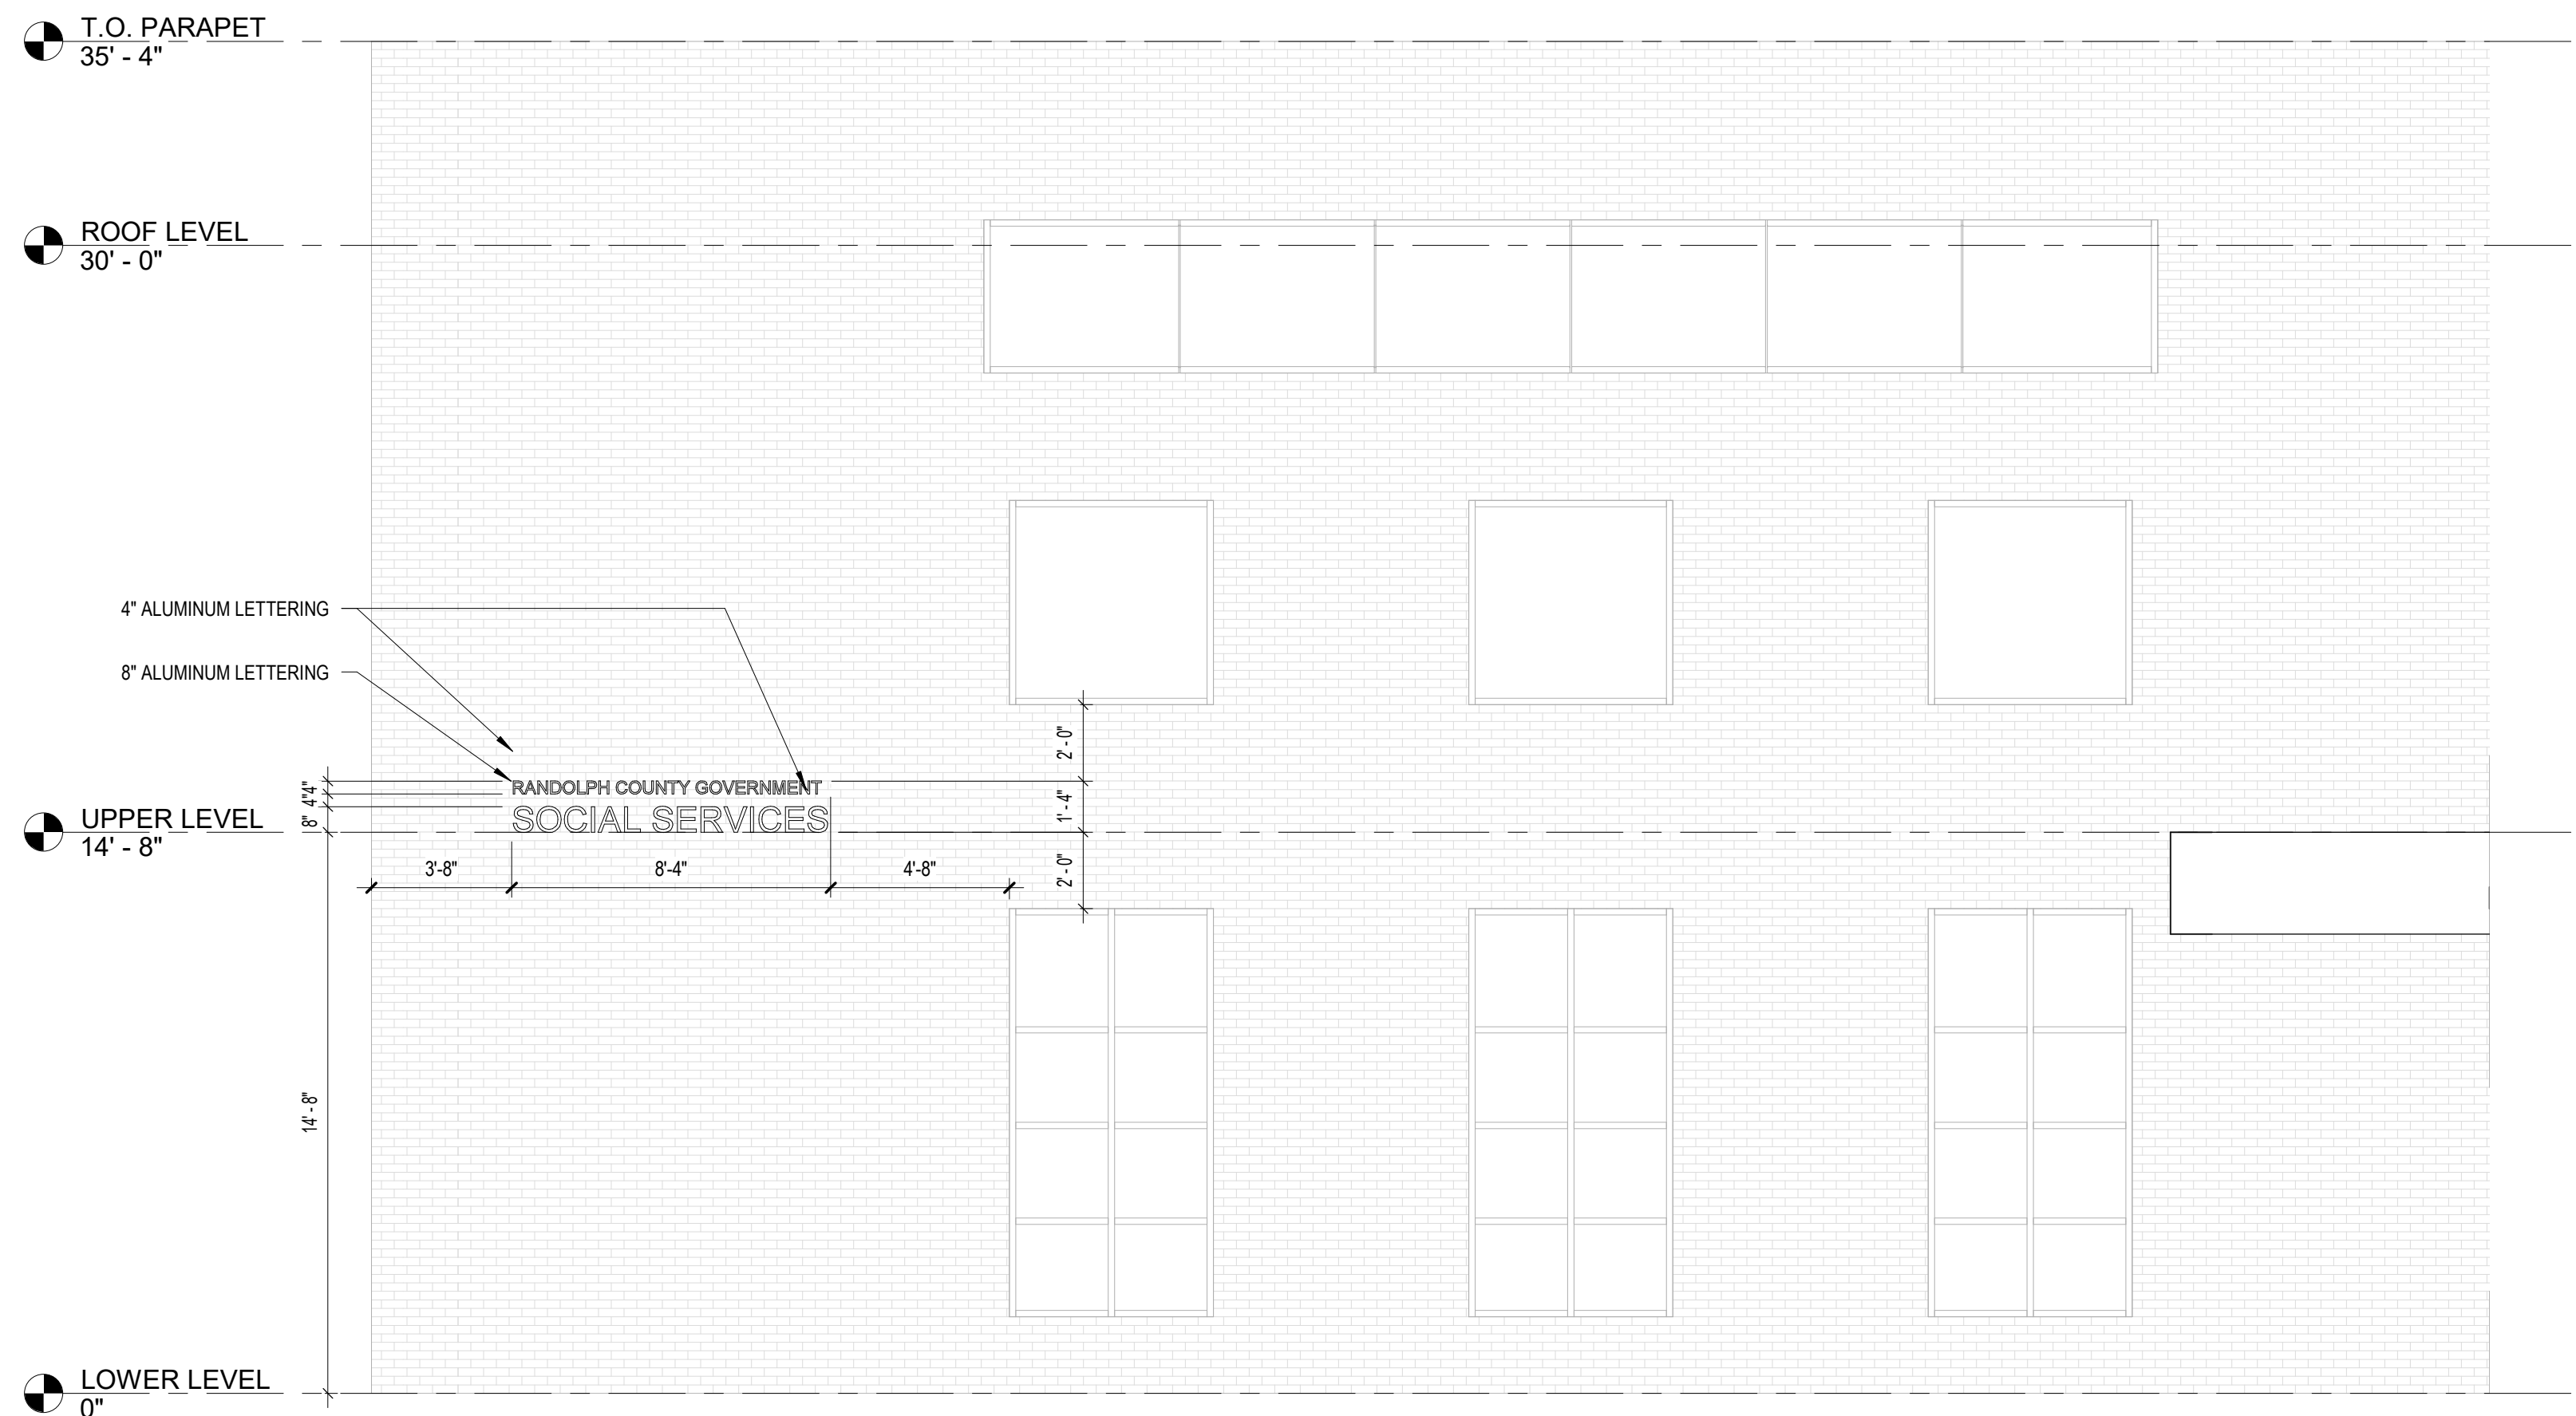 T.O. PARAPET
35' - 4"
ROOF LEVEL
30' - 0"
4" ALUMINUM LETTERING
8" ALUMINUM LETTERING
2' - 0"
4"
4"
8"
RANDOLPH COUNTY GOVERNMENT
SOCIAL SERVICES
1' - 4"
UPPER LEVEL
14' - 8"
3'-8"
8'-4"
4'-8"
2' - 0"
14' - 8"
LOWER LEVEL
0"